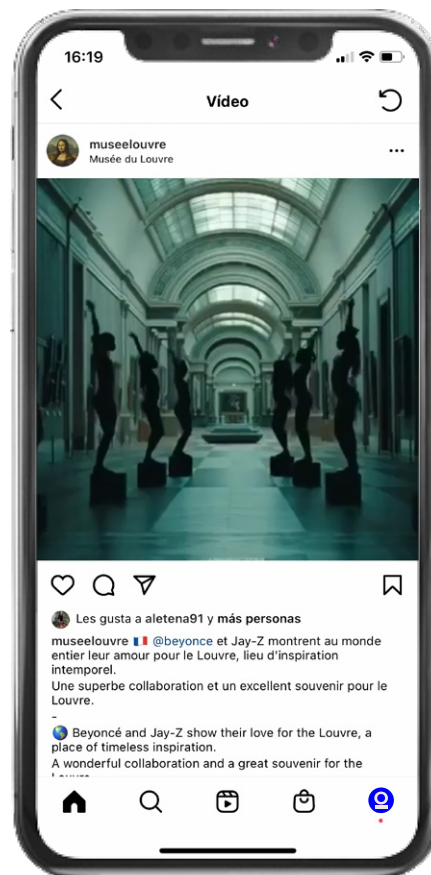 16:19
Vídeo
museelouvre
Musée du Louvre
Les gusta a aletena91 y más personas
museelouvre 🇫🇷 @beyonce et Jay-Z montrent au monde
entier leur amour pour le Louvre, lieu d'inspiration
intemporel.
Une superbe collaboration et un excellent souvenir pour le
Louvre.
-
🌎 Beyoncé and Jay-Z show their love for the Louvre, a
place of timeless inspiration.
A wonderful collaboration and a great souvenir for the
Louvre